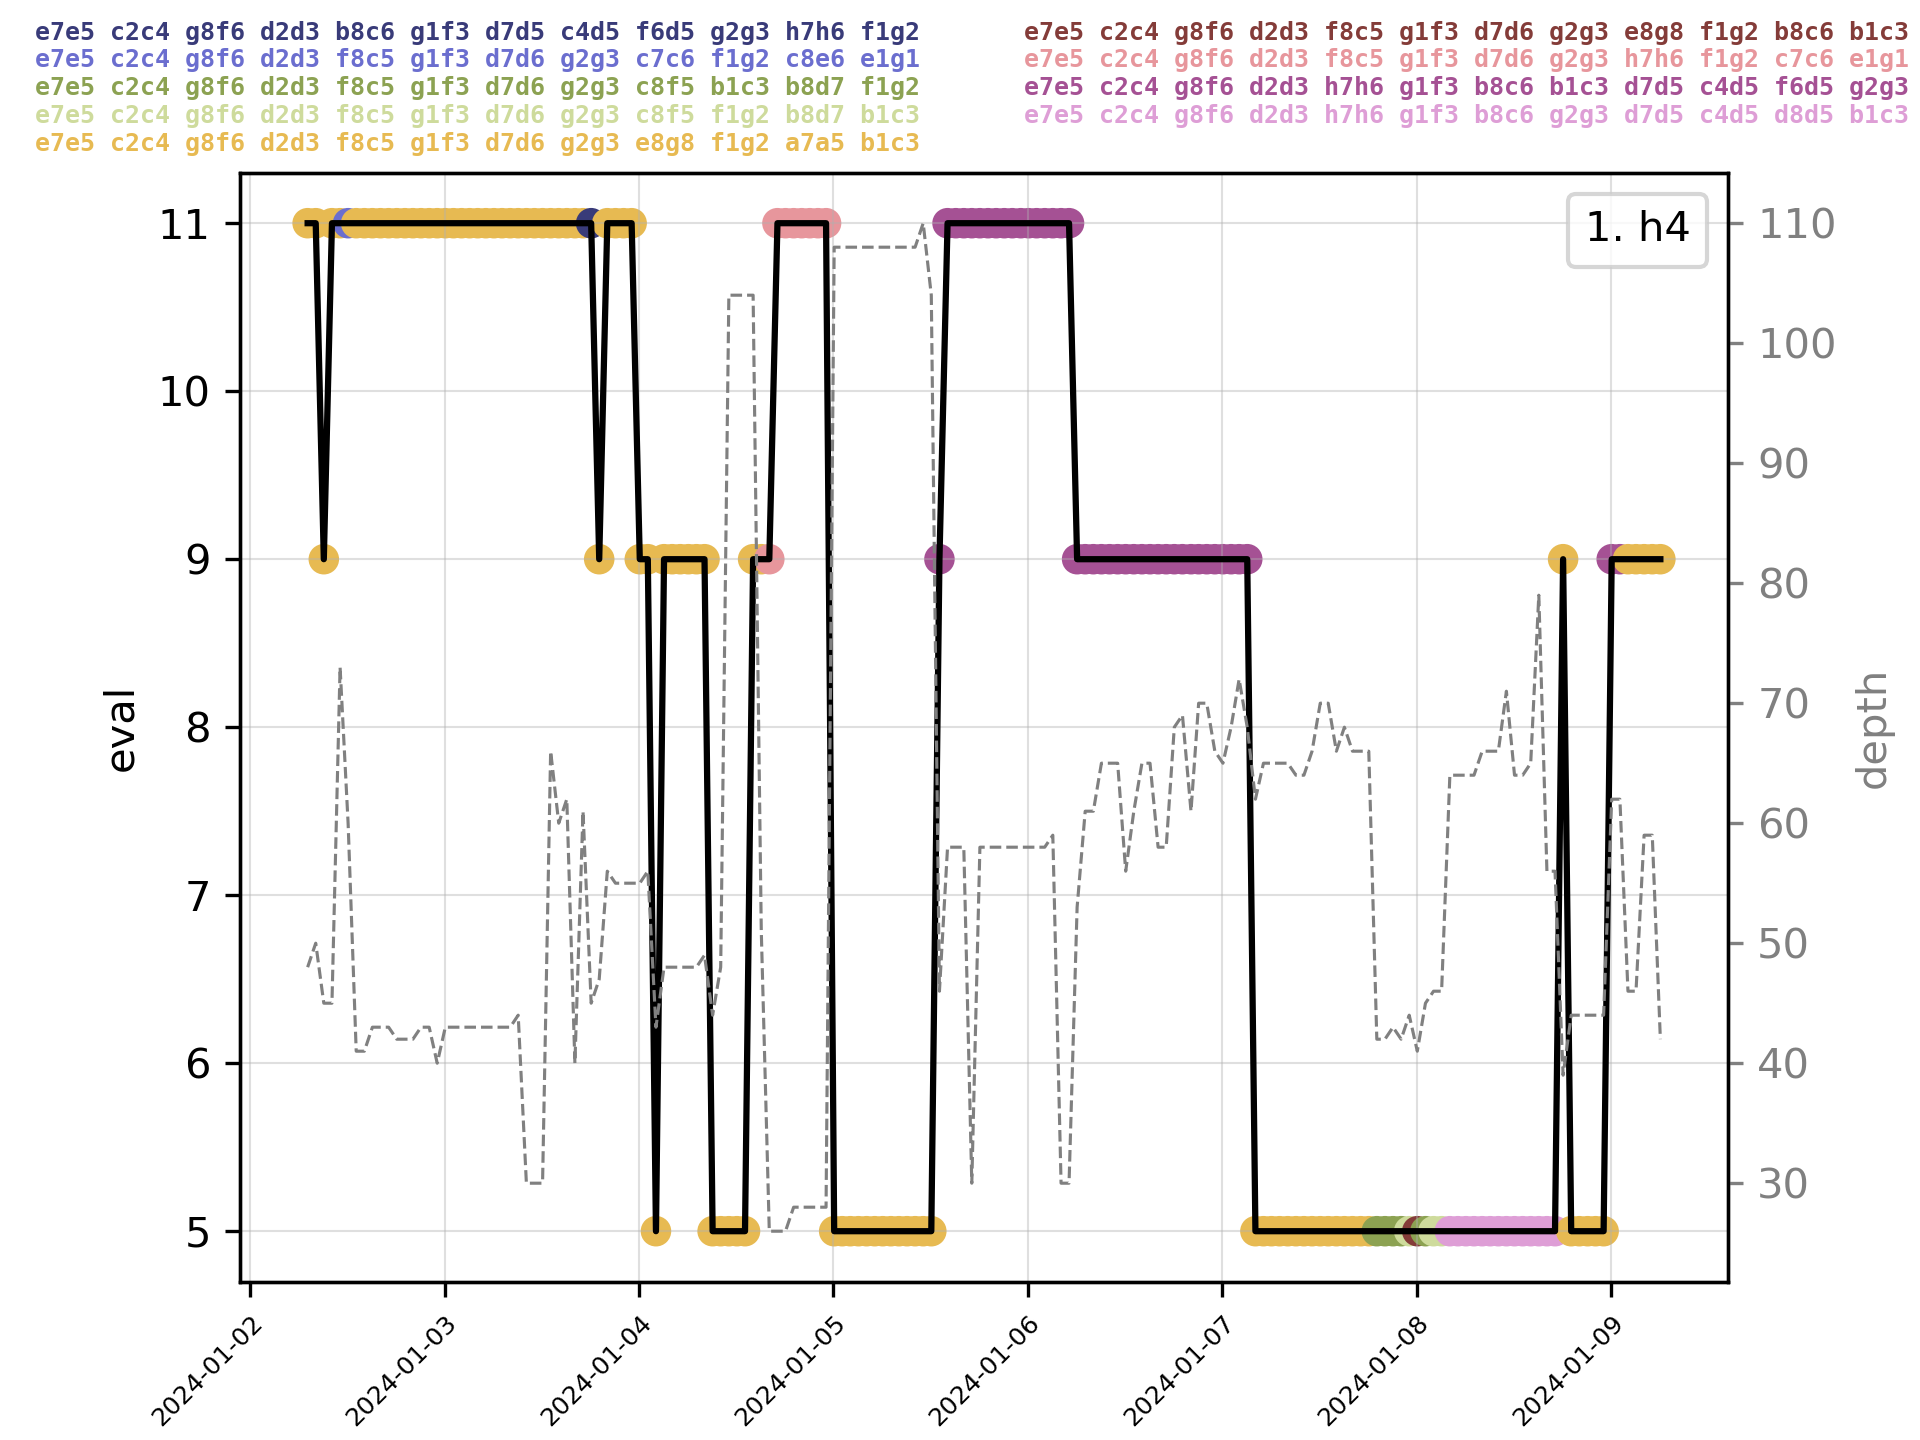 e7e5 c2c4 g8f6 d2d3 b8c6 g1f3 d7d5 c4d5 f6d5 g2g3 h7h6 f1g2
e7e5 c2c4 g8f6 d2d3 f8c5 g1f3 d7d6 g2g3 c7c6 f1g2 c8e6 e1g1
e7e5 c2c4 g8f6 d2d3 f8c5 g1f3 d7d6 g2g3 c8f5 b1c3 b8d7 f1g2
e7e5 c2c4 g8f6 d2d3 f8c5 g1f3 d7d6 g2g3 c8f5 f1g2 b8d7 b1c3
e7e5 c2c4 g8f6 d2d3 f8c5 g1f3 d7d6 g2g3 e8g8 f1g2 a7a5 b1c3
e7e5 c2c4 g8f6 d2d3 f8c5 g1f3 d7d6 g2g3 e8g8 f1g2 b8c6 b1c3
e7e5 c2c4 g8f6 d2d3 f8c5 g1f3 d7d6 g2g3 h7h6 f1g2 c7c6 e1g1
e7e5 c2c4 g8f6 d2d3 h7h6 g1f3 b8c6 b1c3 d7d5 c4d5 f6d5 g2g3
e7e5 c2c4 g8f6 d2d3 h7h6 g1f3 b8c6 g2g3 d7d5 c4d5 d8d5 b1c3
1. h4
eval
11
10
9
8
7
6
5
110
100
90
80
70
60
50
40
30
depth
2024-01-02
2024-01-03
2024-01-04
2024-01-05
2024-01-06
2024-01-07
2024-01-08
2024-01-09